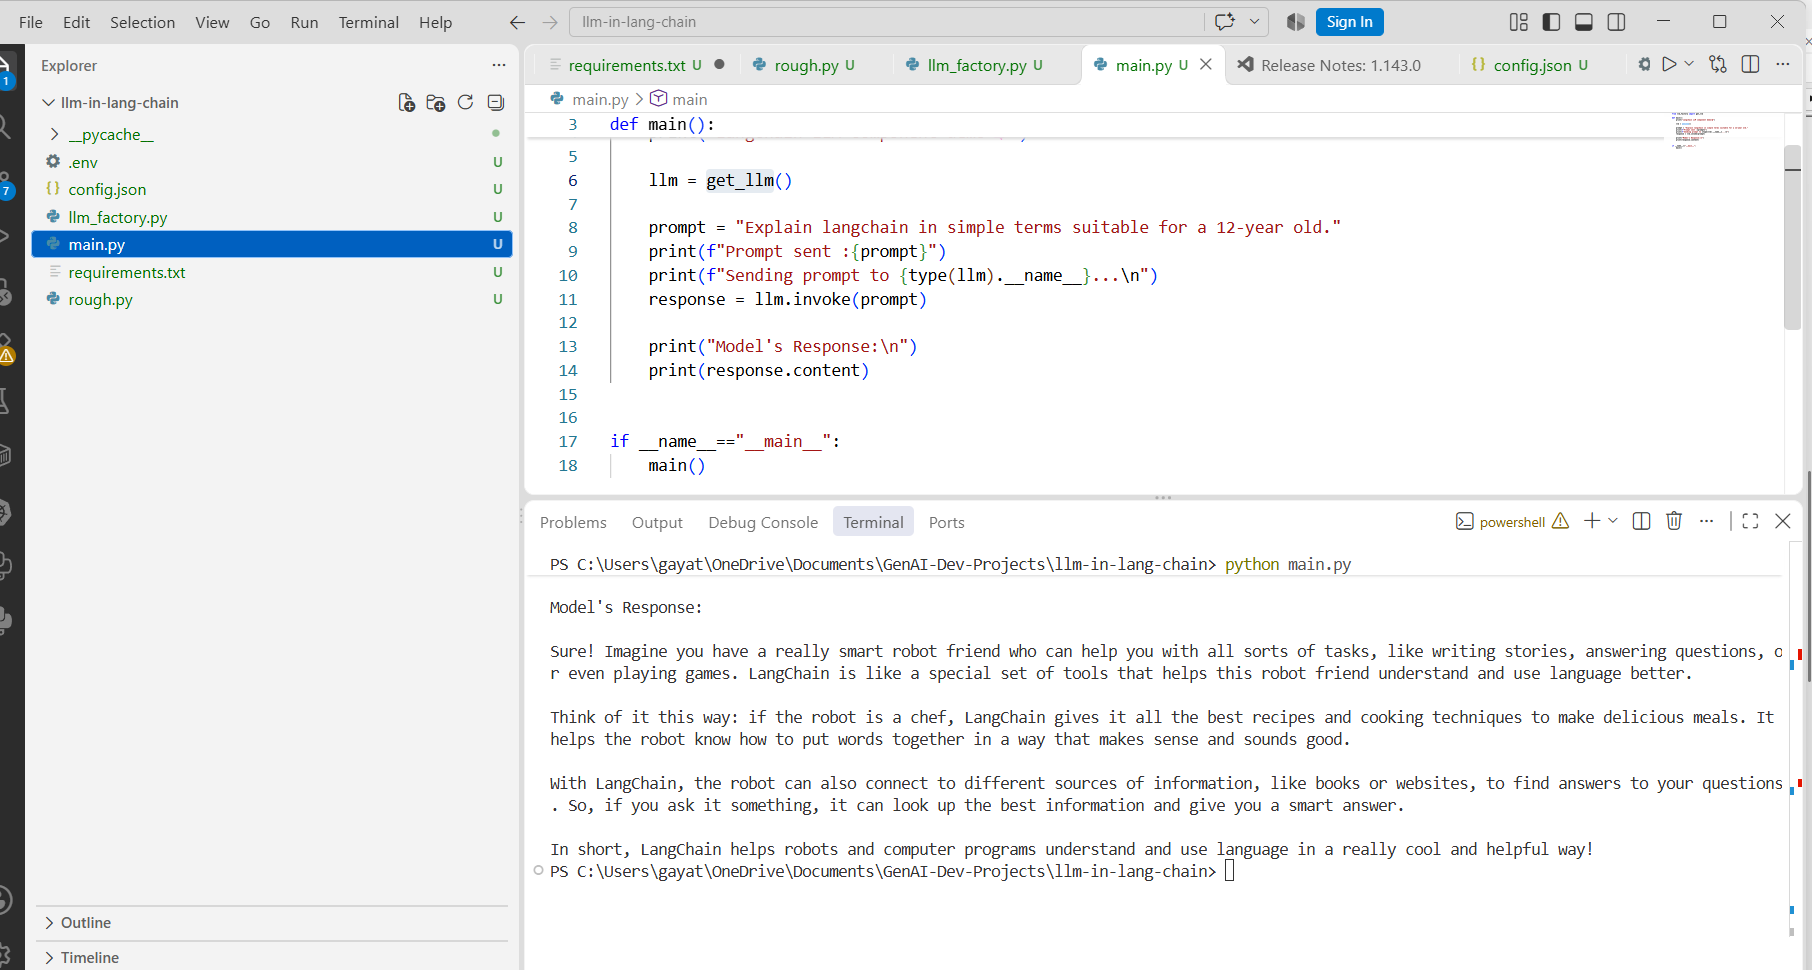 File Edit Selection View Go Run Terminal Help
llm-in-lang-chain
Sign In
Explorer
llm-in-lang-chain
__pycache__
.env U
config.json U
llm_factory.py U
main.py U
requirements.txt U
rough.py U
Outline
Timeline
1
7
requirements.txt U
rough.py U
llm_factory.py U
main.py U
Release Notes: 1.143.0
config.json U
main.py > main
3 def main():
5
6 llm = get_llm()
7
8 prompt = "Explain langchain in simple terms suitable for a 12-year old."
9 print(f"Prompt sent :{prompt}")
10 print(f"Sending prompt to {type(llm).__name__}...\n")
11 response = llm.invoke(prompt)
12
13 print("Model's Response:\n")
14 print(response.content)
15
16
17 if __name__=="__main__":
18 main()
Problems Output Debug Console Terminal Ports
powershell
PS C:\Users\gayat\OneDrive\Documents\GenAI-Dev-Projects\llm-in-lang-chain> python main.py
Model's Response:
Sure! Imagine you have a really smart robot friend who can help you with all sorts of tasks, like writing stories, answering questions, o
r even playing games. LangChain is like a special set of tools that helps this robot friend understand and use language better.
Think of it this way: if the robot is a chef, LangChain gives it all the best recipes and cooking techniques to make delicious meals. It
helps the robot know how to put words together in a way that makes sense and sounds good.
With LangChain, the robot can also connect to different sources of information, like books or websites, to find answers to your questions
. So, if you ask it something, it can look up the best information and give you a smart answer.
In short, LangChain helps robots and computer programs understand and use language in a really cool and helpful way!
PS C:\Users\gayat\OneDrive\Documents\GenAI-Dev-Projects\llm-in-lang-chain>